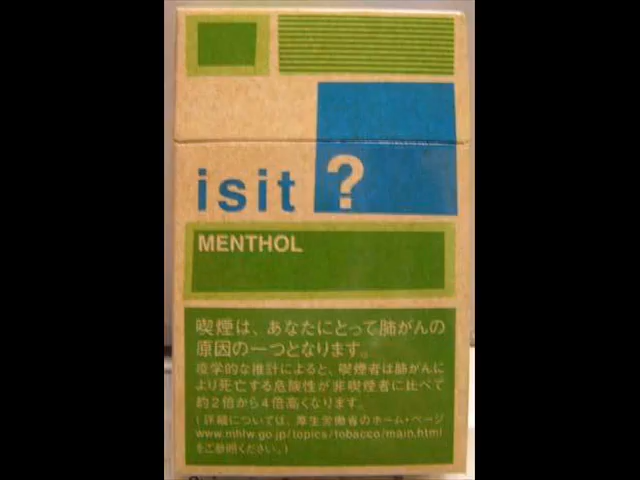 isit ?
MENTHOL
喫煙は、あなたにとって肺がんの
原因の一つとなります。
疫学的な推計によると、喫煙者は肺がんに
より死亡する危険性が非喫煙者に比べて
約2倍から4倍高くなります。
(詳細については、厚生労働省のホーム・ページ
www.mhlw.go.jp/topics/tobacco/main.html
をご参照ください。)